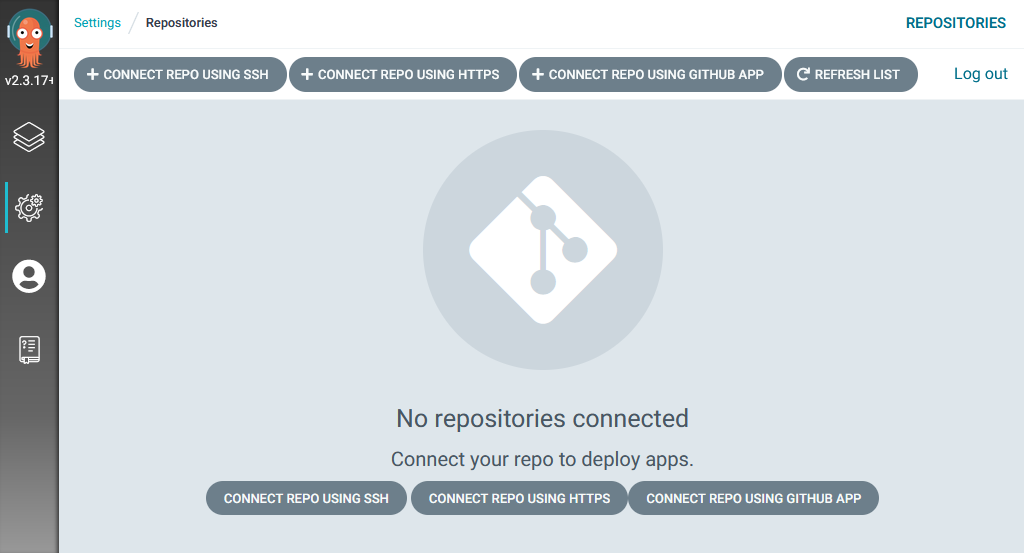 Settings / Repositories
REPOSITORIES
v2.3.17+
CONNECT REPO USING SSH
CONNECT REPO USING HTTPS
CONNECT REPO USING GITHUB APP
REFRESH LIST
Log out
No repositories connected
Connect your repo to deploy apps.
CONNECT REPO USING SSH
CONNECT REPO USING HTTPS
CONNECT REPO USING GITHUB APP